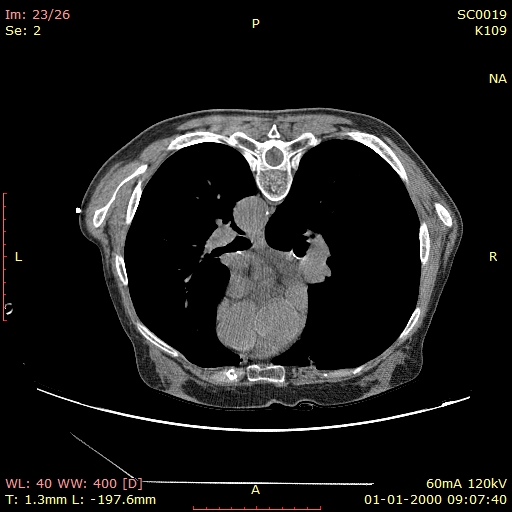 Im: 23/26
Se: 2
P
SC0019
K109
NA
L
R
WL: 40 WW: 400 [D]
T: 1.3mm L: -197.6mm
A
60mA 120kV
01-01-2000 09:07:40